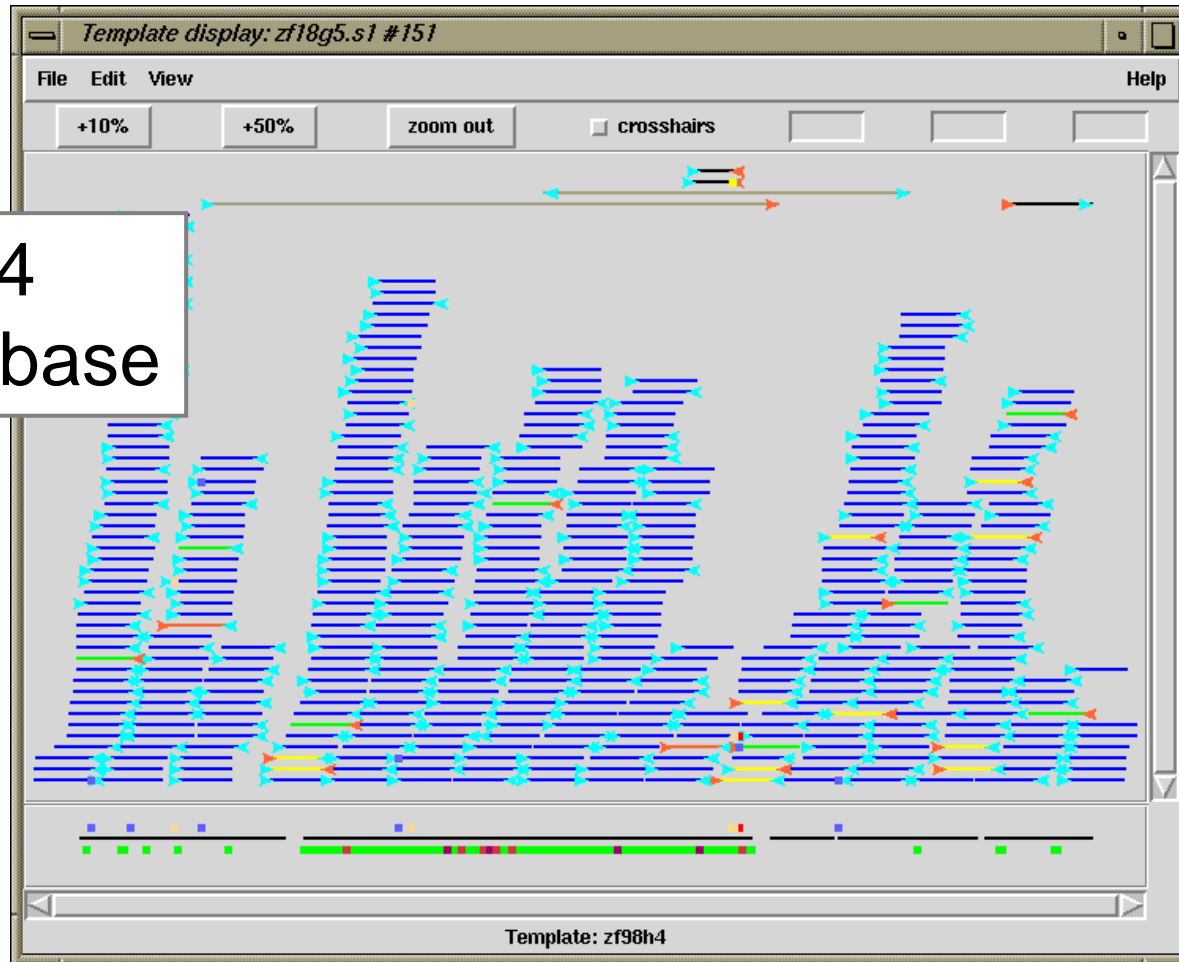 Template display: zf18g5.s1 #151
File Edit View Help
+10% +50% zoom out crosshairs
4
base
Template: zf98h4